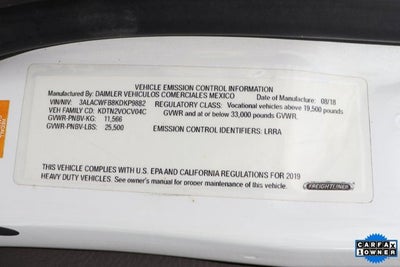 VEHICLE EMISSION CONTROL INFORMATION
Manufactured By: DAIMLER VEHICULOS COMERCIALES MEXICO Date of Manufacture: 08/18
VIN/NIV: 3ALACWFB8KDKP9882 REGULATORY CLASS: Vocational vehicles above 19,500 pounds
VEH FAMILY CD: KDTN2VOCV04C GVWR and at or below 33,000 pounds GVWR.
GVWR-PNBV-KG: 11,566
GVWR-PNBV-LBS: 25,500 EMISSION CONTROL IDENTIFIERS: LRRA
THIS VEHICLE COMPLIES WITH U.S. EPA AND CALIFORNIA REGULATIONS FOR 2019
HEAVY DUTY VEHICLES. See owner's manual for proper maintenance of this vehicle.
FREIGHTLINER
CARFAX
1 OWNER